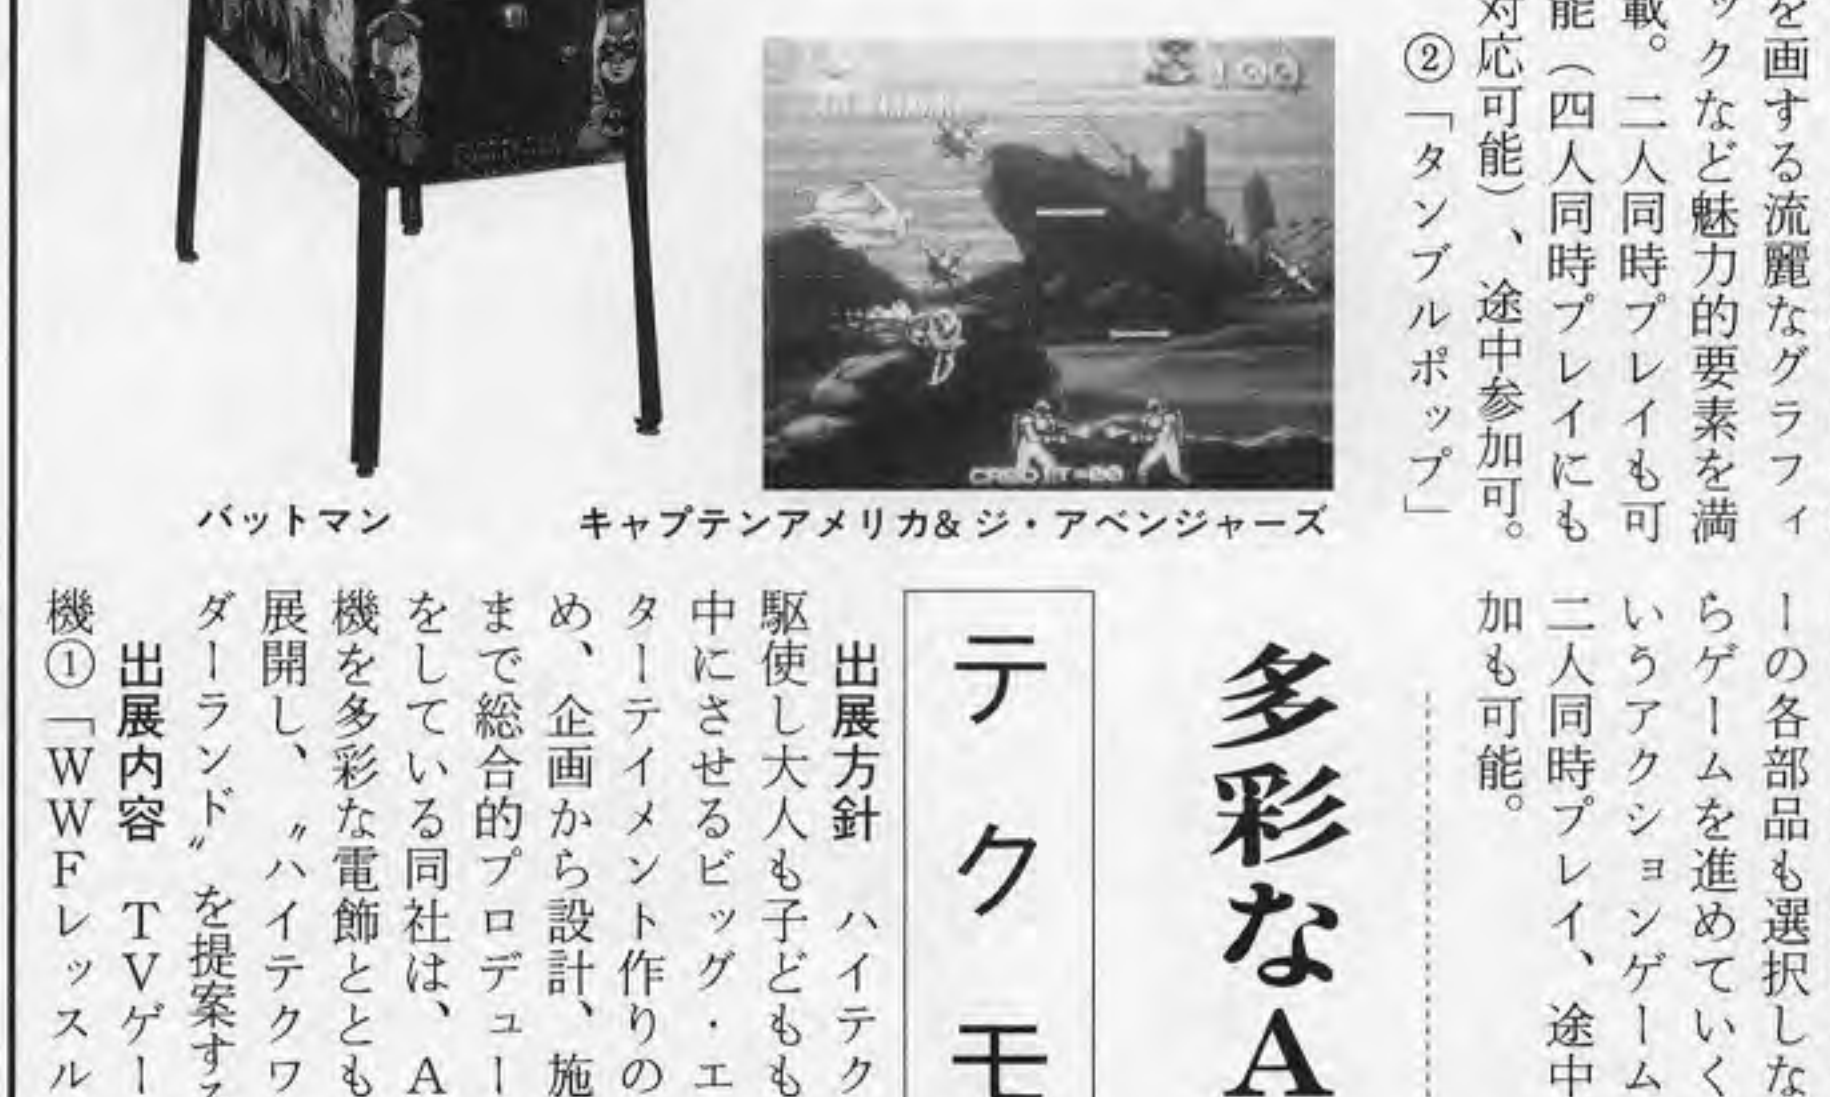 を画する流麗なグラフィ
ックなど魅力的要素を満
載。二人同時プレイも可
能（四人同時プレイにも
対応可能）、途中参加可。
②「タンブルポップ」
100
CREDIT=00
バットマン
キャプテンアメリカ&ジ・アベンジャーズ
ーの各部品も選択しな
らゲームを進めていく
いうアクションゲーム
二人同時プレイ、途中
加も可能。
多彩なA
テクモ
出展方針 ハイテク
駆使し大人も子どもも
中にさせるビッグ・エ
ターテイメント作りの
め、企画から設計、施
まで総合的プロデュー
をしている同社は、A
機を多彩な電飾ととも
展開し、〝ハイテクワ
ダーランド〟を提案する
出展内容 TVゲー
機①「WWFレッスル